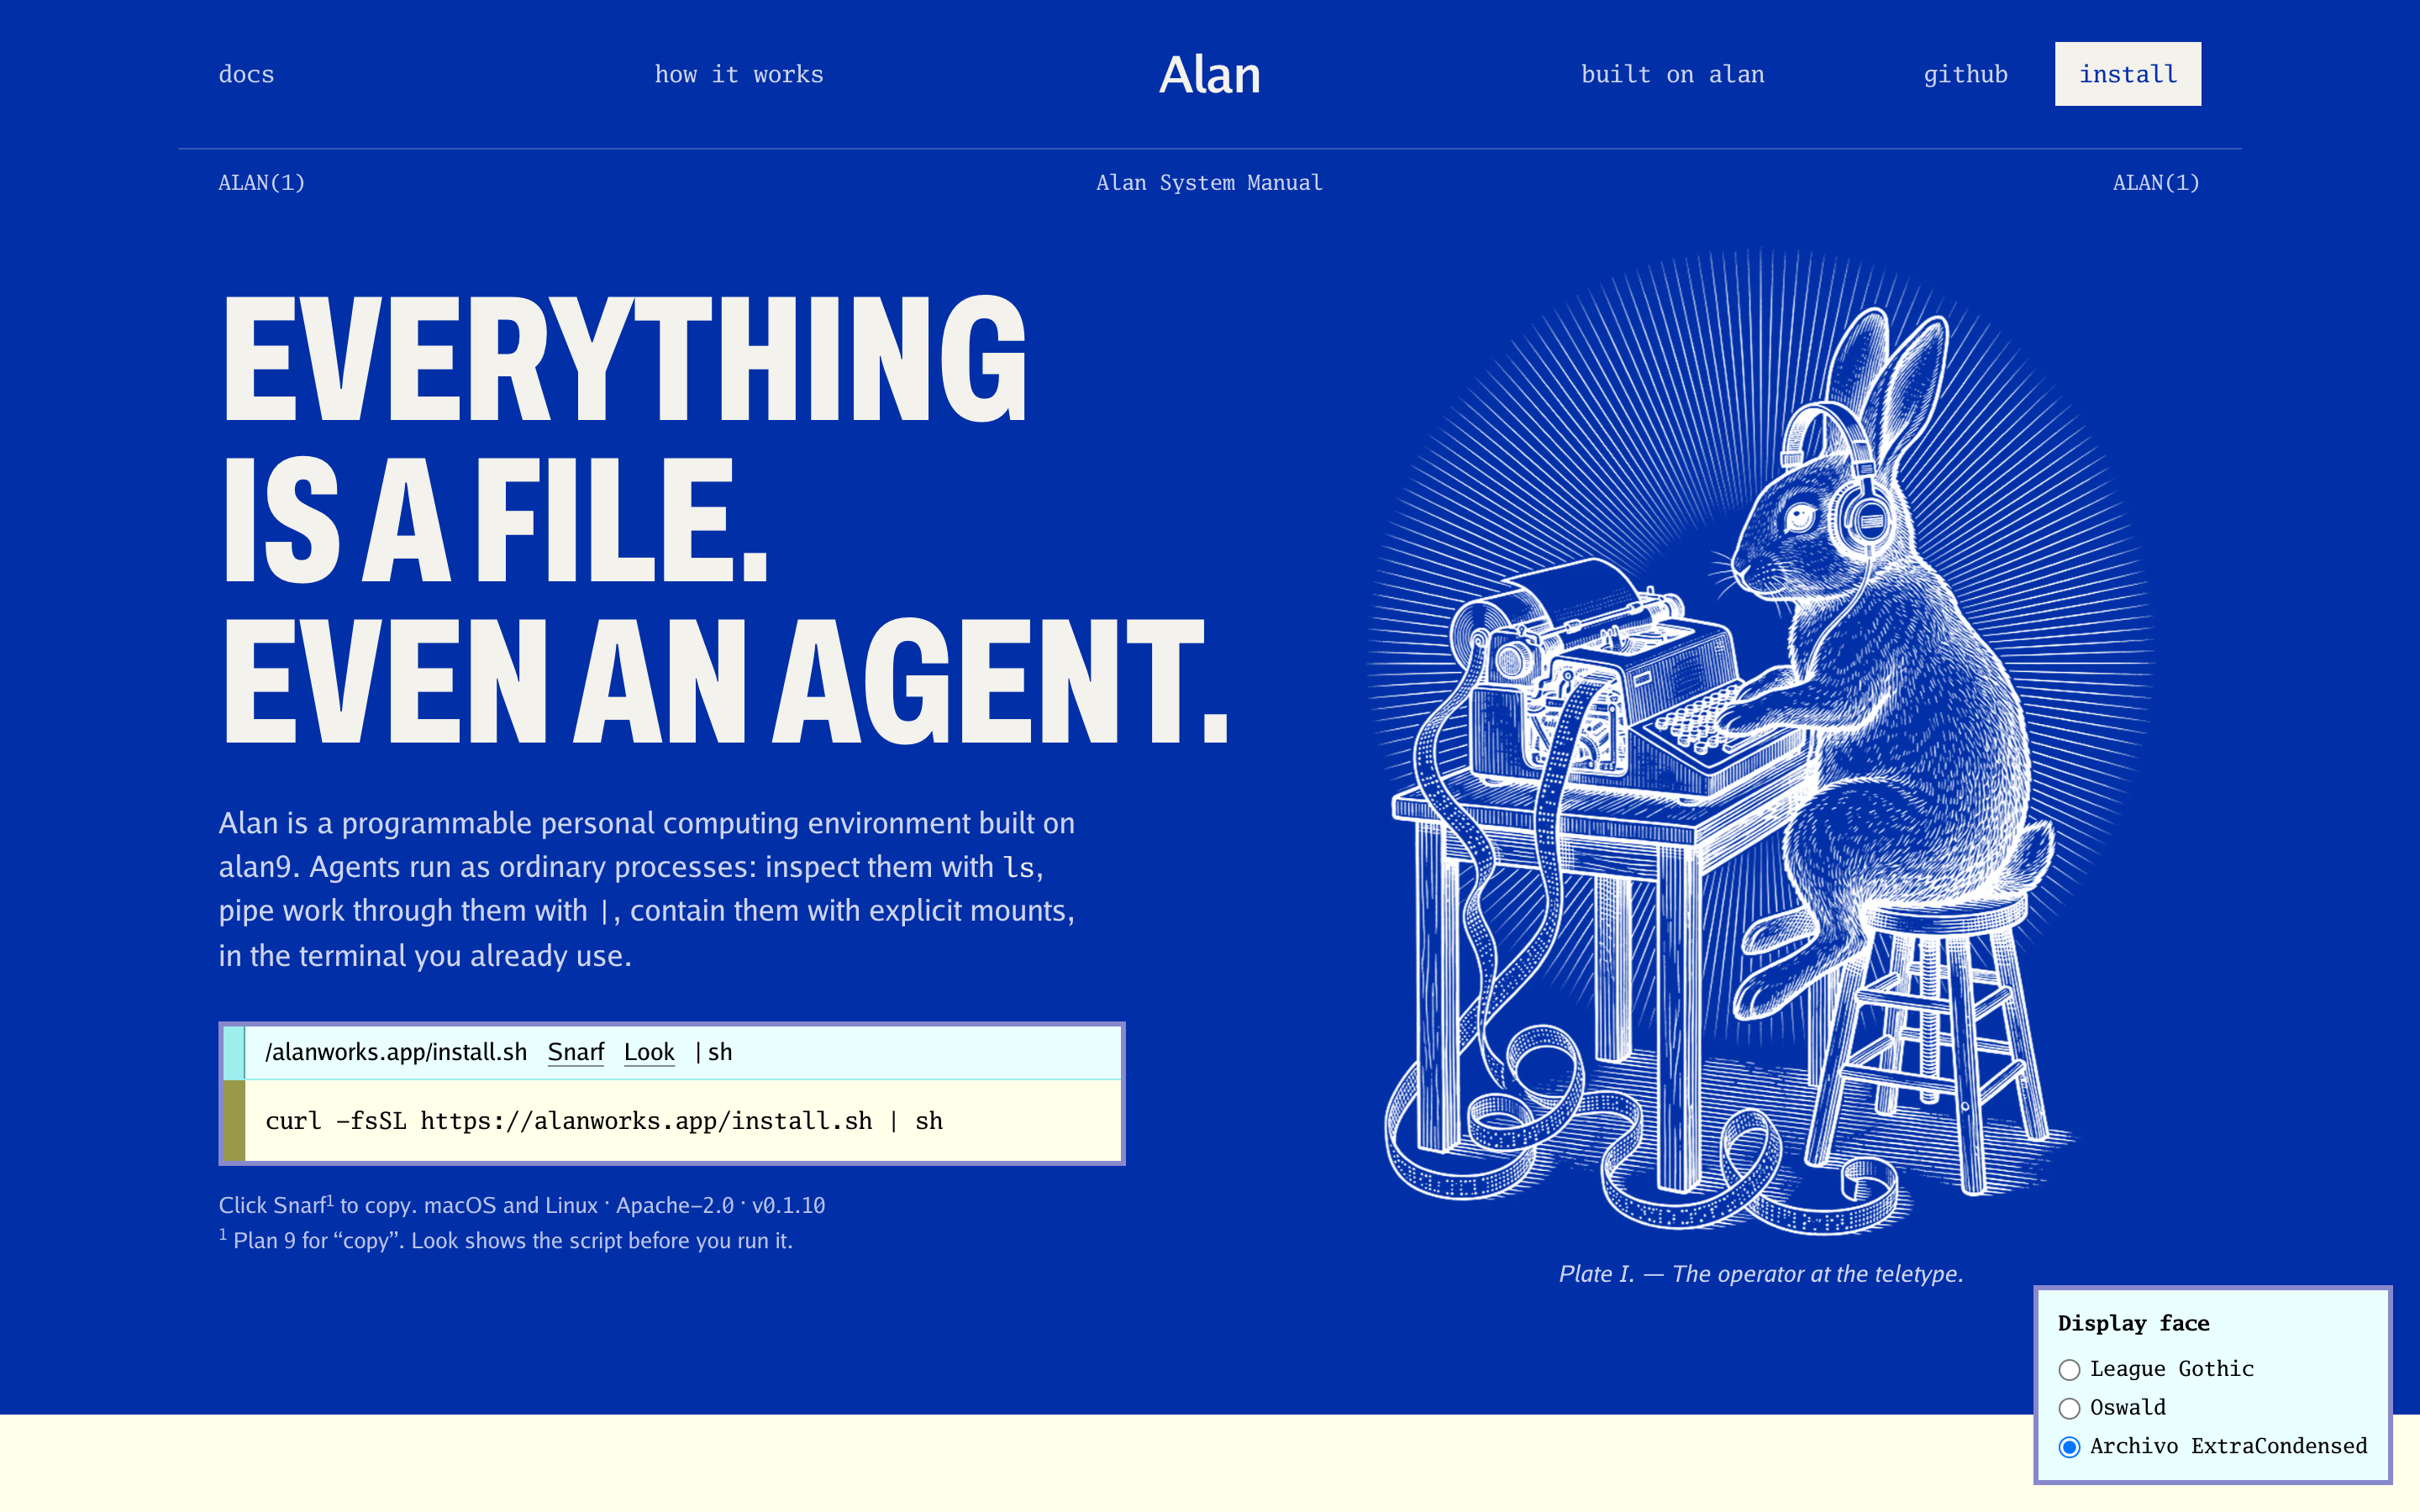 docs
how it works
Alan
built on alan
github
install
ALAN(1)
Alan System Manual
ALAN(1)
EVERYTHING
IS A FILE.
EVEN AN AGENT.
Alan is a programmable personal computing environment built on
alan9. Agents run as ordinary processes: inspect them with ls,
pipe work through them with |, contain them with explicit mounts,
in the terminal you already use.
/alanworks.app/install.sh Snarf Look | sh
curl -fsSL https://alanworks.app/install.sh | sh
Click Snarf¹ to copy. macOS and Linux · Apache-2.0 · v0.1.10
¹ Plan 9 for “copy”. Look shows the script before you run it.
Plate I. — The operator at the teletype.
Display face
League Gothic
Oswald
Archivo ExtraCondensed